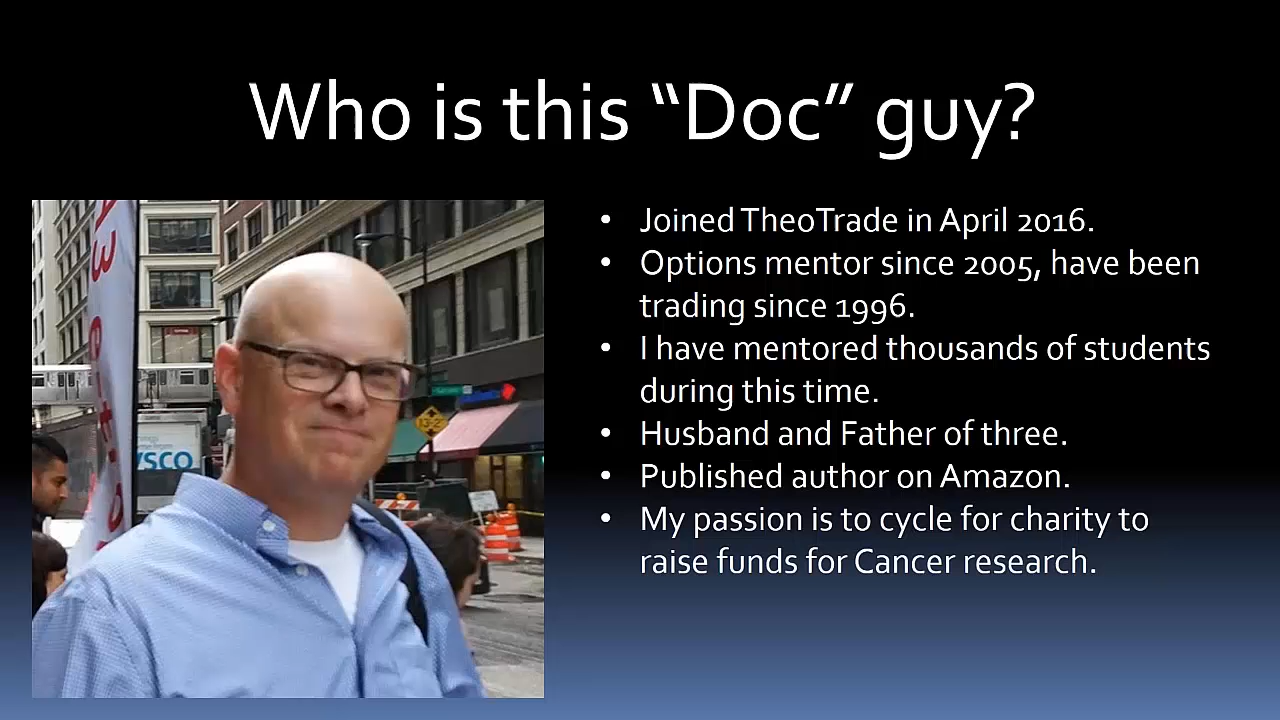 Who is this “Doc” guy?
• Joined TheoTrade in April 2016.
• Options mentor since 2005, have been
trading since 1996.
• I have mentored thousands of students
during this time.
• Husband and Father of three.
• Published author on Amazon.
• My passion is to cycle for charity to
raise funds for Cancer research.
13-2